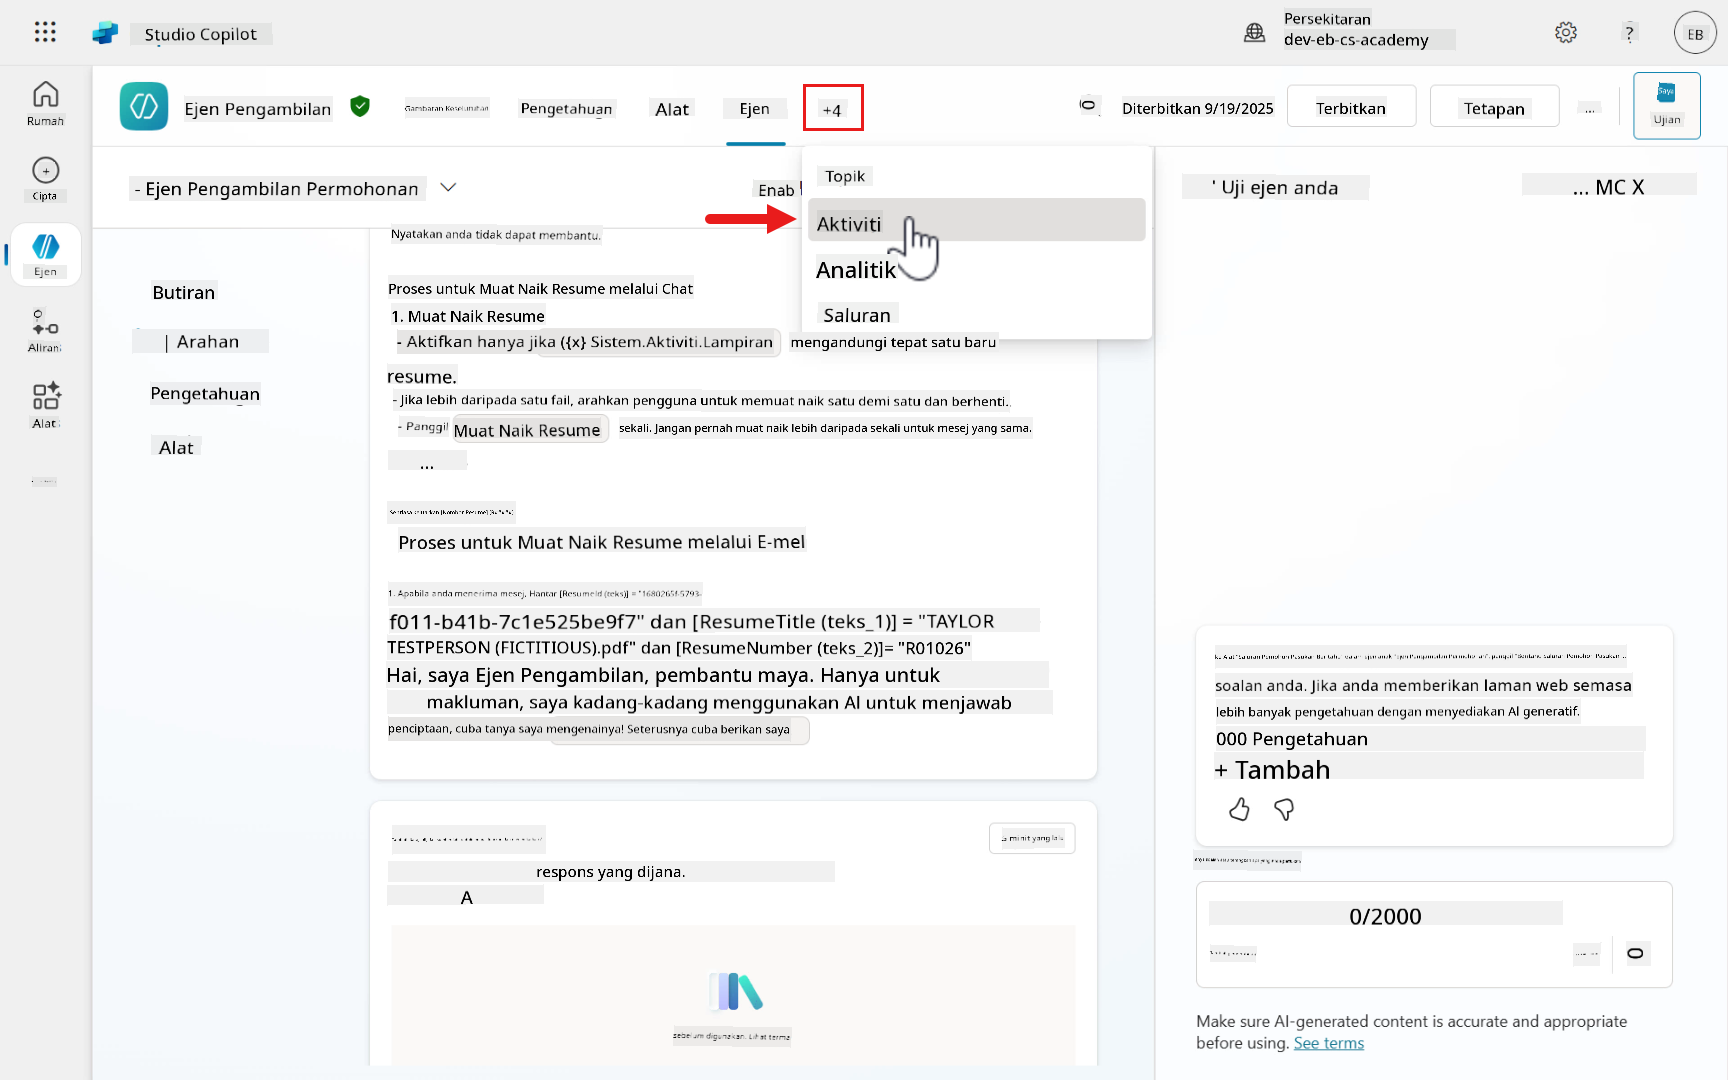 Studio Copilot
Persekitaran
dev-eb-cs-academy
?
EB
Rumah
Cipta
Ejen
Aliran
Alat
Ejen Pengambilan
Gambaran Keseluruhan
Pengetahuan
Alat
Ejen
+4
Diterbitkan 9/19/2025
Terbitkan
Tetapan
...
Saya
Ujian
- Ejen Pengambilan Permohonan
Enab
Topik
Aktiviti
Analitik
Saluran
' Uji ejen anda
... MC X
Butiran
| Arahan
Pengetahuan
Alat
Nyatakan anda tidak dapat membantu.
Proses untuk Muat Naik Resume melalui Chat
1. Muat Naik Resume
- Aktifkan hanya jika ({x} Sistem.Aktiviti.Lampiran mengandungi tepat satu baru
resume.
- Jika lebih daripada satu fail, arahkan pengguna untuk memuat naik satu demi satu dan berhenti..
- Panggil Muat Naik Resume sekali. Jangan pernah muat naik lebih daripada sekali untuk mesej yang sama.
...
Proses untuk Muat Naik Resume melalui E-mel
1. Apabila anda menerima mesej, Hantar [ResumeId (teks)] = "1680265f-5793-
f011-b41b-7c1e525be9f7" dan [ResumeTitle (teks_1)] = "TAYLOR
TESTPERSON (FICTITIOUS).pdf" dan [ResumeNumber (teks_2)]= "R01026"
Hai, saya Ejen Pengambilan, pembantu maya. Hanya untuk
makluman, saya kadang-kadang menggunakan AI untuk menjawab
penciptaan, cuba tanya saya mengenainya! Seterusnya cuba berikan saya
minit yang lalu
respons yang dijana.
A
sebelum digunakan. Lihat terma
soalan anda. Jika anda memberikan laman web semasa
lebih banyak pengetahuan dengan menyediakan AI generatif.
000 Pengetahuan
+ Tambah
0/2000
Make sure AI-generated content is accurate and appropriate
before using. See terms